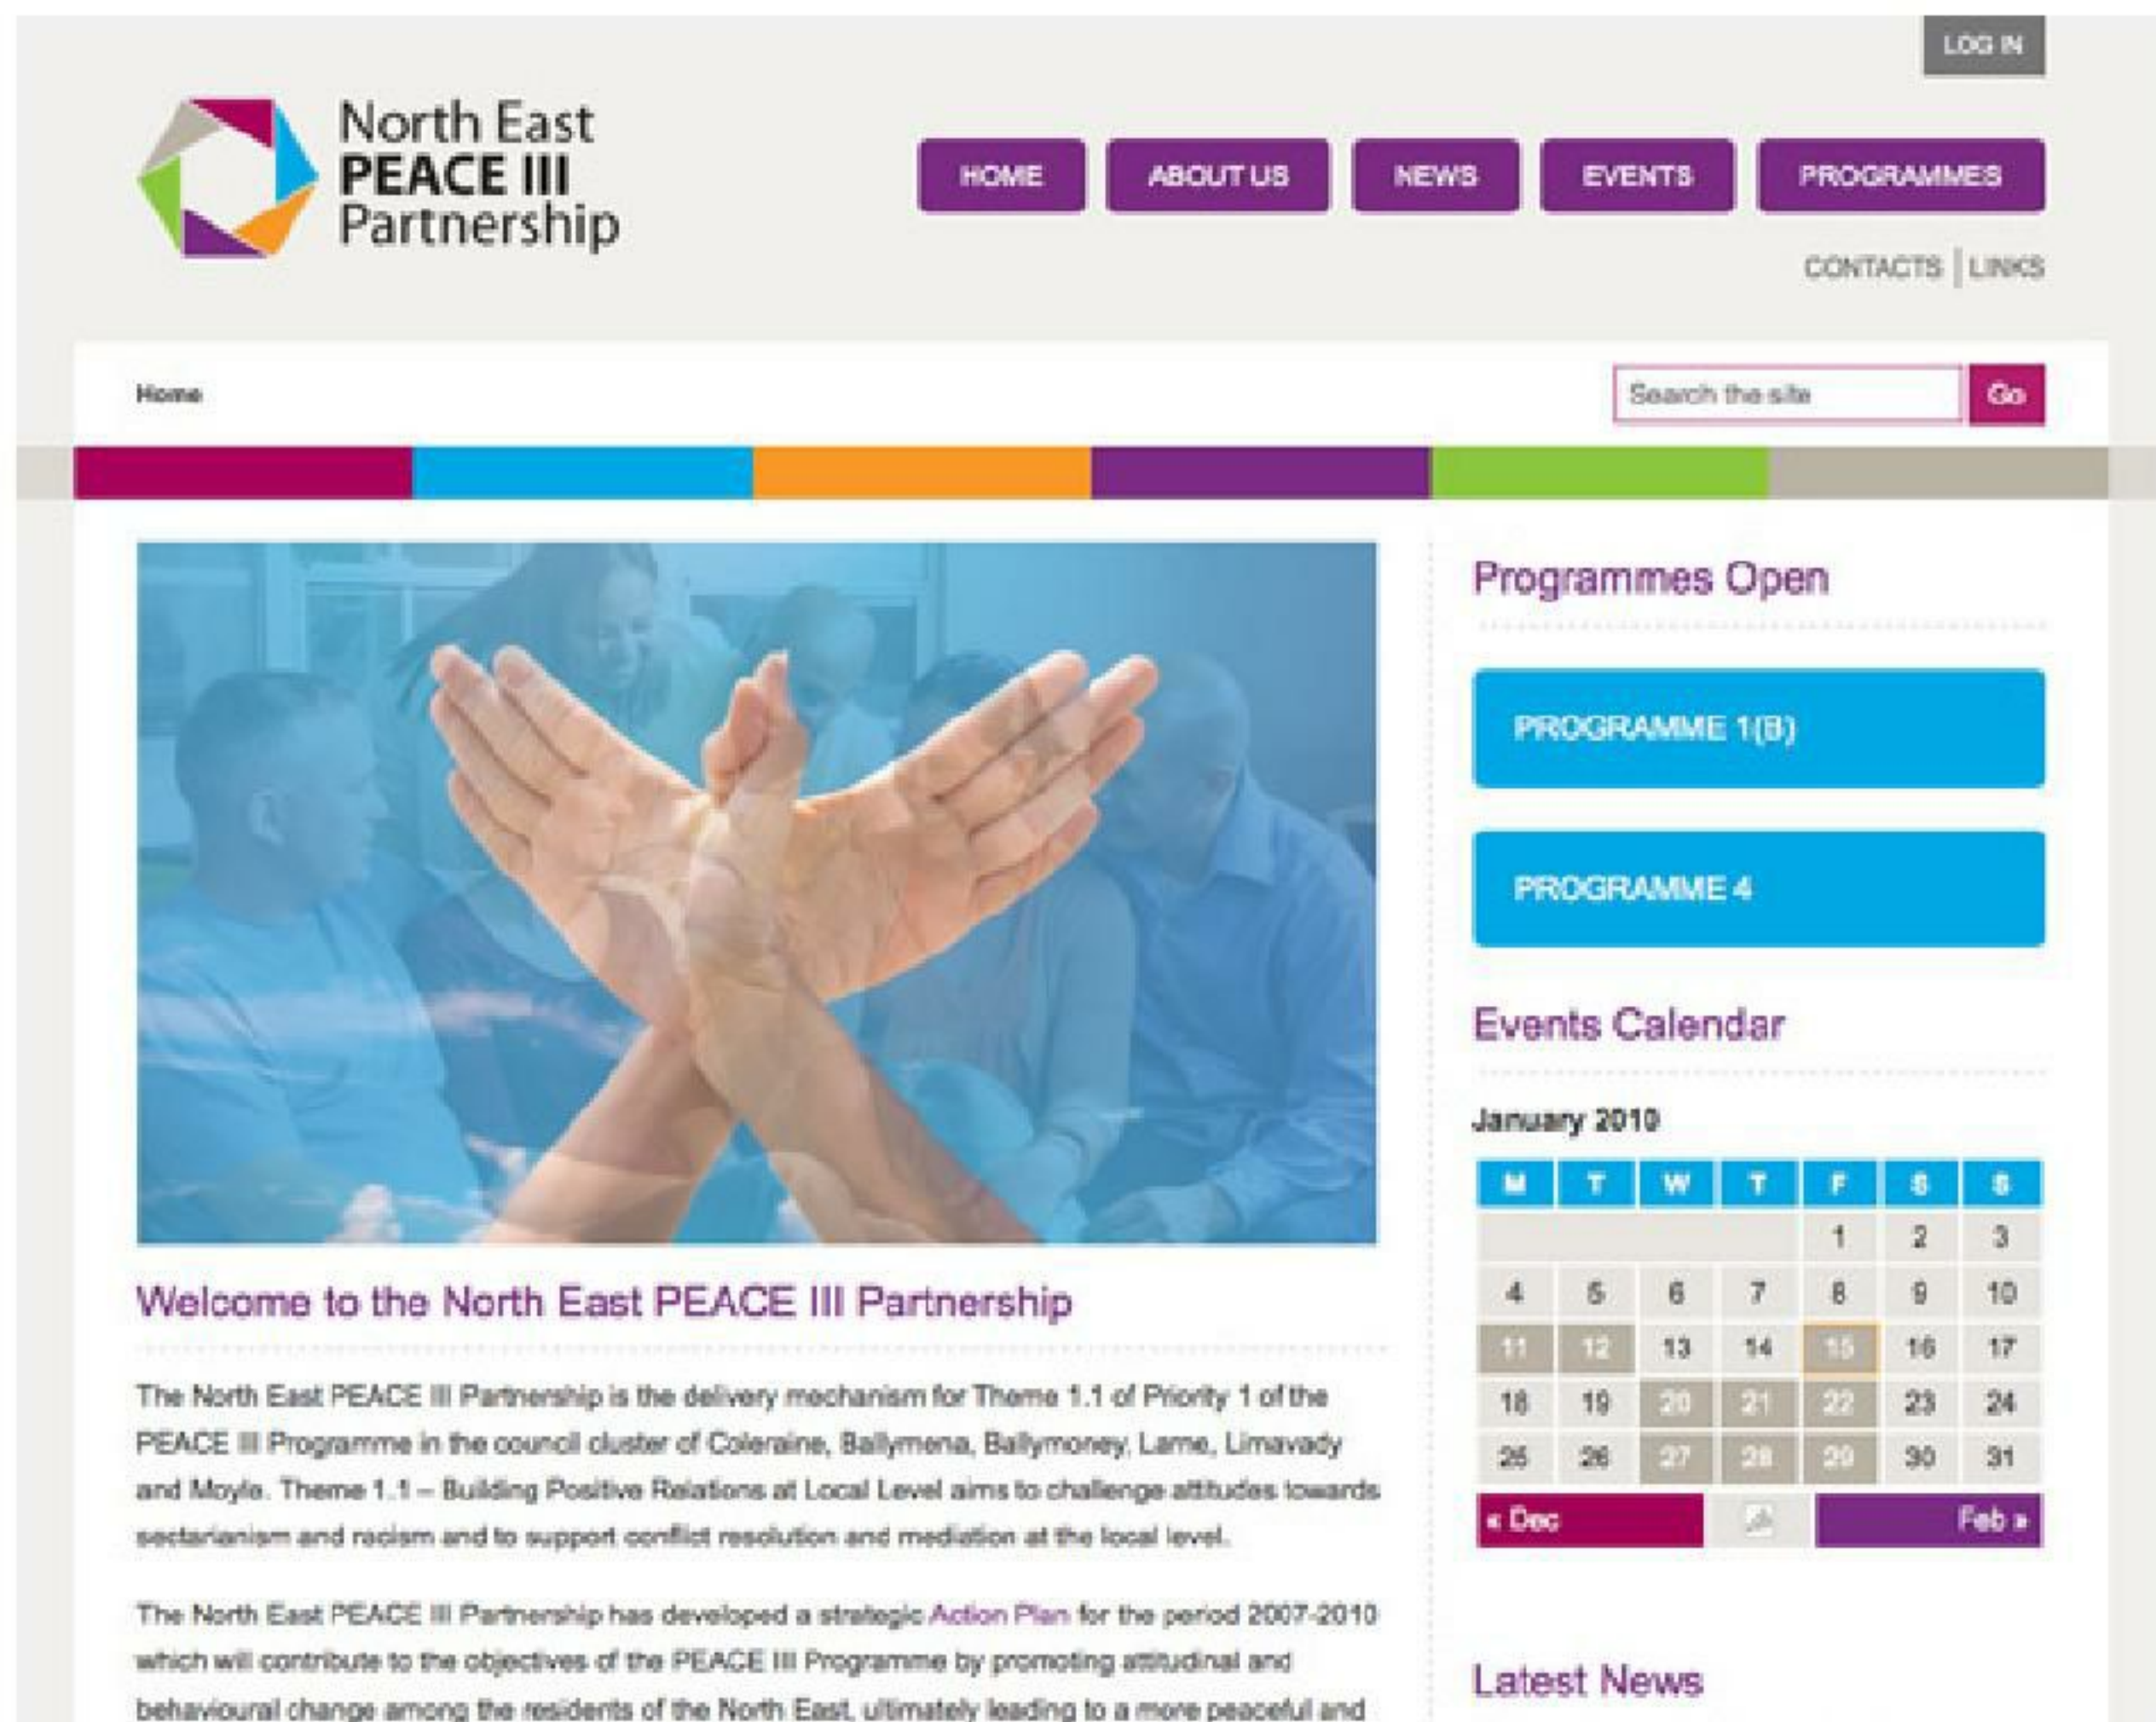 LOG IN
North East
PEACE III
Partnership
HOME ABOUT US NEWS EVENTS PROGRAMMES
CONTACTS | LINKS
Home
Search the site Go
Programmes Open
PROGRAMME 1(B)
PROGRAMME 4
Events Calendar
January 2010
M T W T F S S
1 2 3
4 5 6 7 8 9 10
11 12 13 14 15 16 17
18 19 20 21 22 23 24
25 26 27 28 29 30 31
« Dec Feb »
Latest News
Welcome to the North East PEACE III Partnership
The North East PEACE III Partnership is the delivery mechanism for Theme 1.1 of Priority 1 of the
PEACE III Programme in the council cluster of Coleraine, Ballymena, Ballymoney, Larne, Limavady
and Moyle. Theme 1.1 – Building Positive Relations at Local Level aims to challenge attitudes towards
sectarianism and racism and to support conflict resolution and mediation at the local level.
The North East PEACE III Partnership has developed a strategic Action Plan for the period 2007-2010
which will contribute to the objectives of the PEACE III Programme by promoting attitudinal and
behavioural change among the residents of the North East, ultimately leading to a more peaceful and